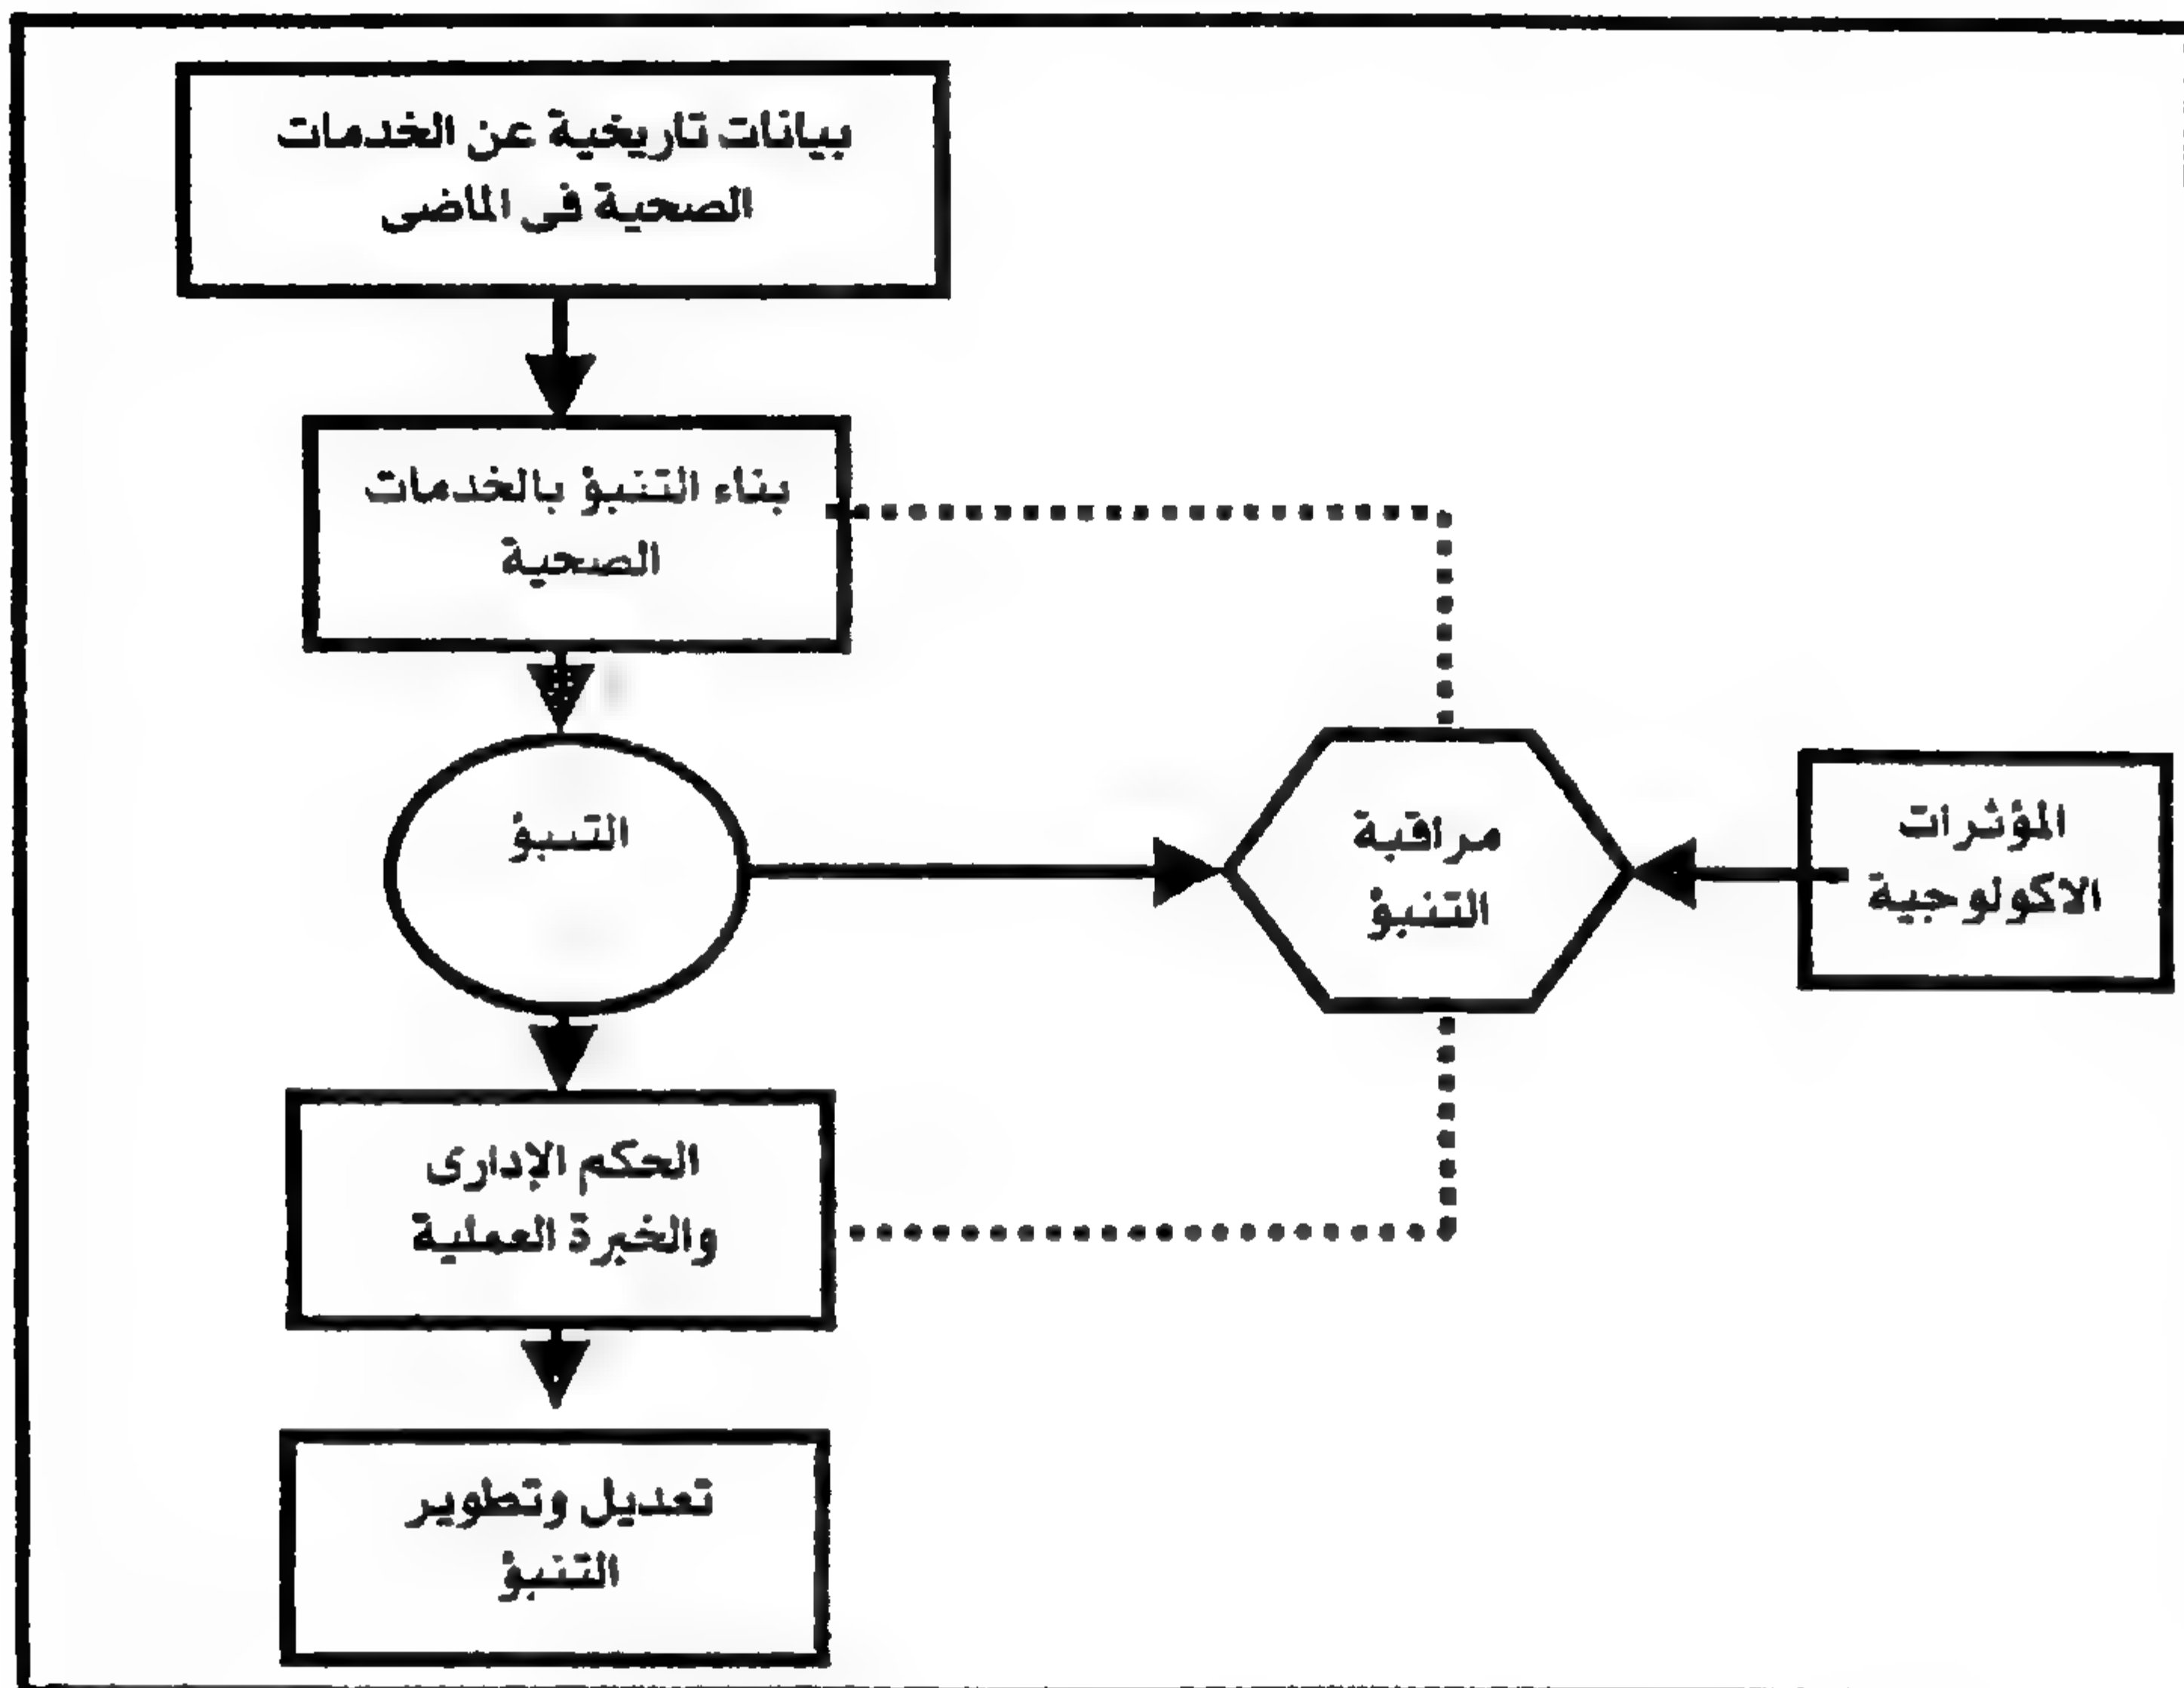 بيانات تاريخية عن الخدمات
الصحية فى الماضى
بناء التنبؤ بالخدمات
الصحية
التنبؤ
مراقبة
التنبؤ
المؤثرات
الاكولوجية
الحكم الإدارى
والخبرة العملية
تعديل وتطوير
التنبؤ